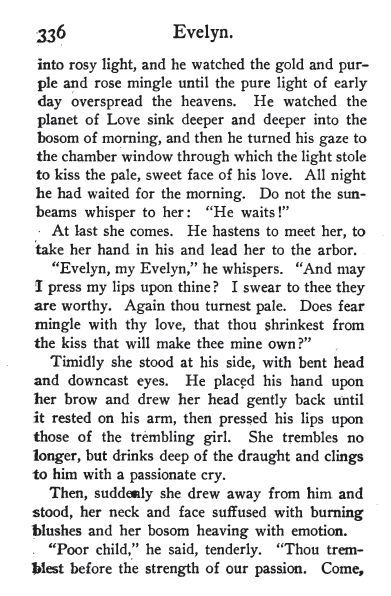 336 Evelyn.
into rosy light, and he watched the gold and pur-
ple and rose mingle until the pure light of early
day overspread the heavens. He watched the
planet of Love sink deeper and deeper into the
bosom of morning, and then he turned his gaze to
the chamber window through which the light stole
to kiss the pale, sweet face of his love. All night
he had waited for the morning. Do not the sun-
beams whisper to her: "He waits!"
At last she comes. He hastens to meet her, to
take her hand in his and lead her to the arbor.
"Evelyn, my Evelyn," he whispers. "And may
I press my lips upon thine? I swear to thee they
are worthy. Again thou turnest pale. Does fear
mingle with thy love, that thou shrinkest from
the kiss that will make thee mine own?"
Timidly she stood at his side, with bent head
and downcast eyes. He placed his hand upon
her brow and drew her head gently back until
it rested on his arm, then pressed his lips upon
those of the trembling girl. She trembles no
longer, but drinks deep of the draught and clings
to him with a passionate cry.
Then, suddenly she drew away from him and
stood, her neck and face suffused with burning
blushes and her bosom heaving with emotion.
"Poor child," he said, tenderly. "Thou trem-
blest before the strength of our passion. Come,